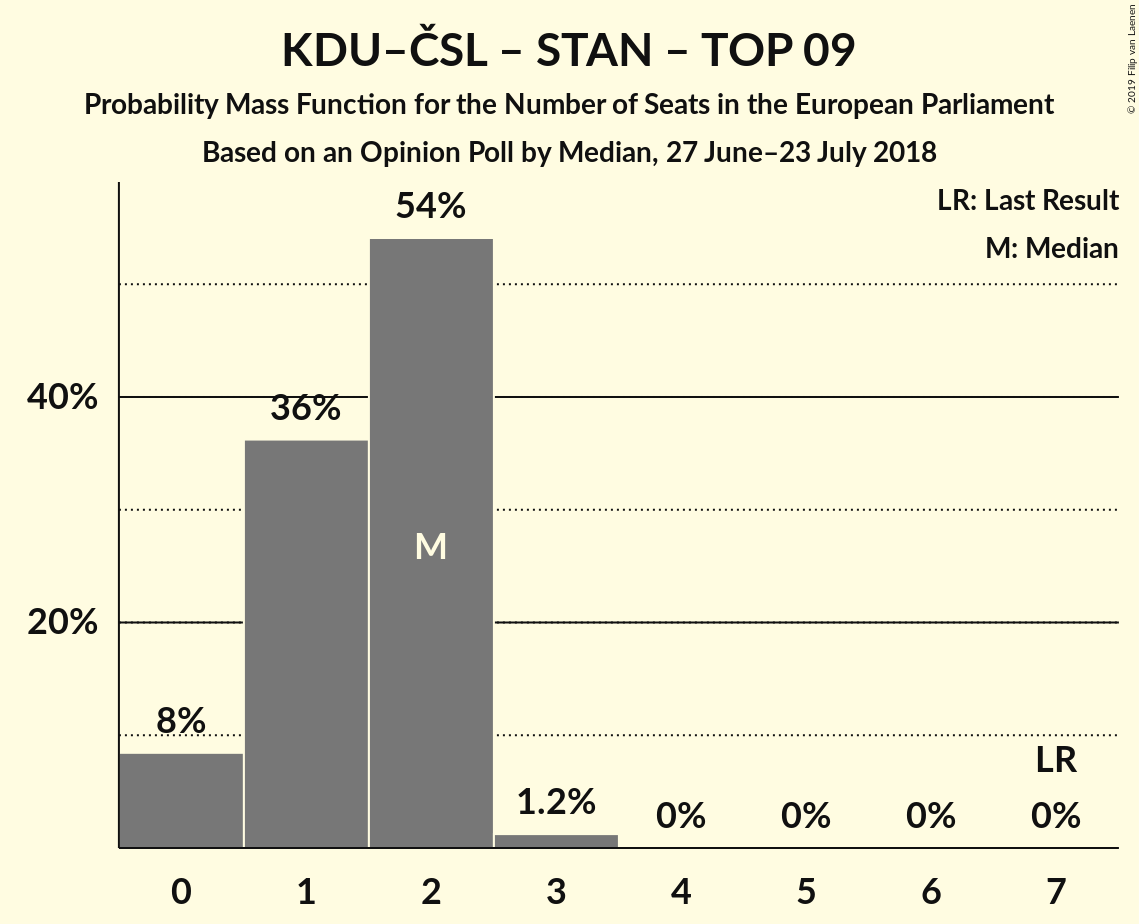 KDU–ČSL – STAN – TOP 09
Probability Mass Function for the Number of Seats in the European Parliament
Based on an Opinion Poll by Median, 27 June–23 July 2018
© 2019 Filip van Laenen
LR: Last Result
M: Median
54%
40%
36%
M
20%
8%
LR
1.2%
0%
0%
0%
0%
0
1
2
3
4
5
6
7